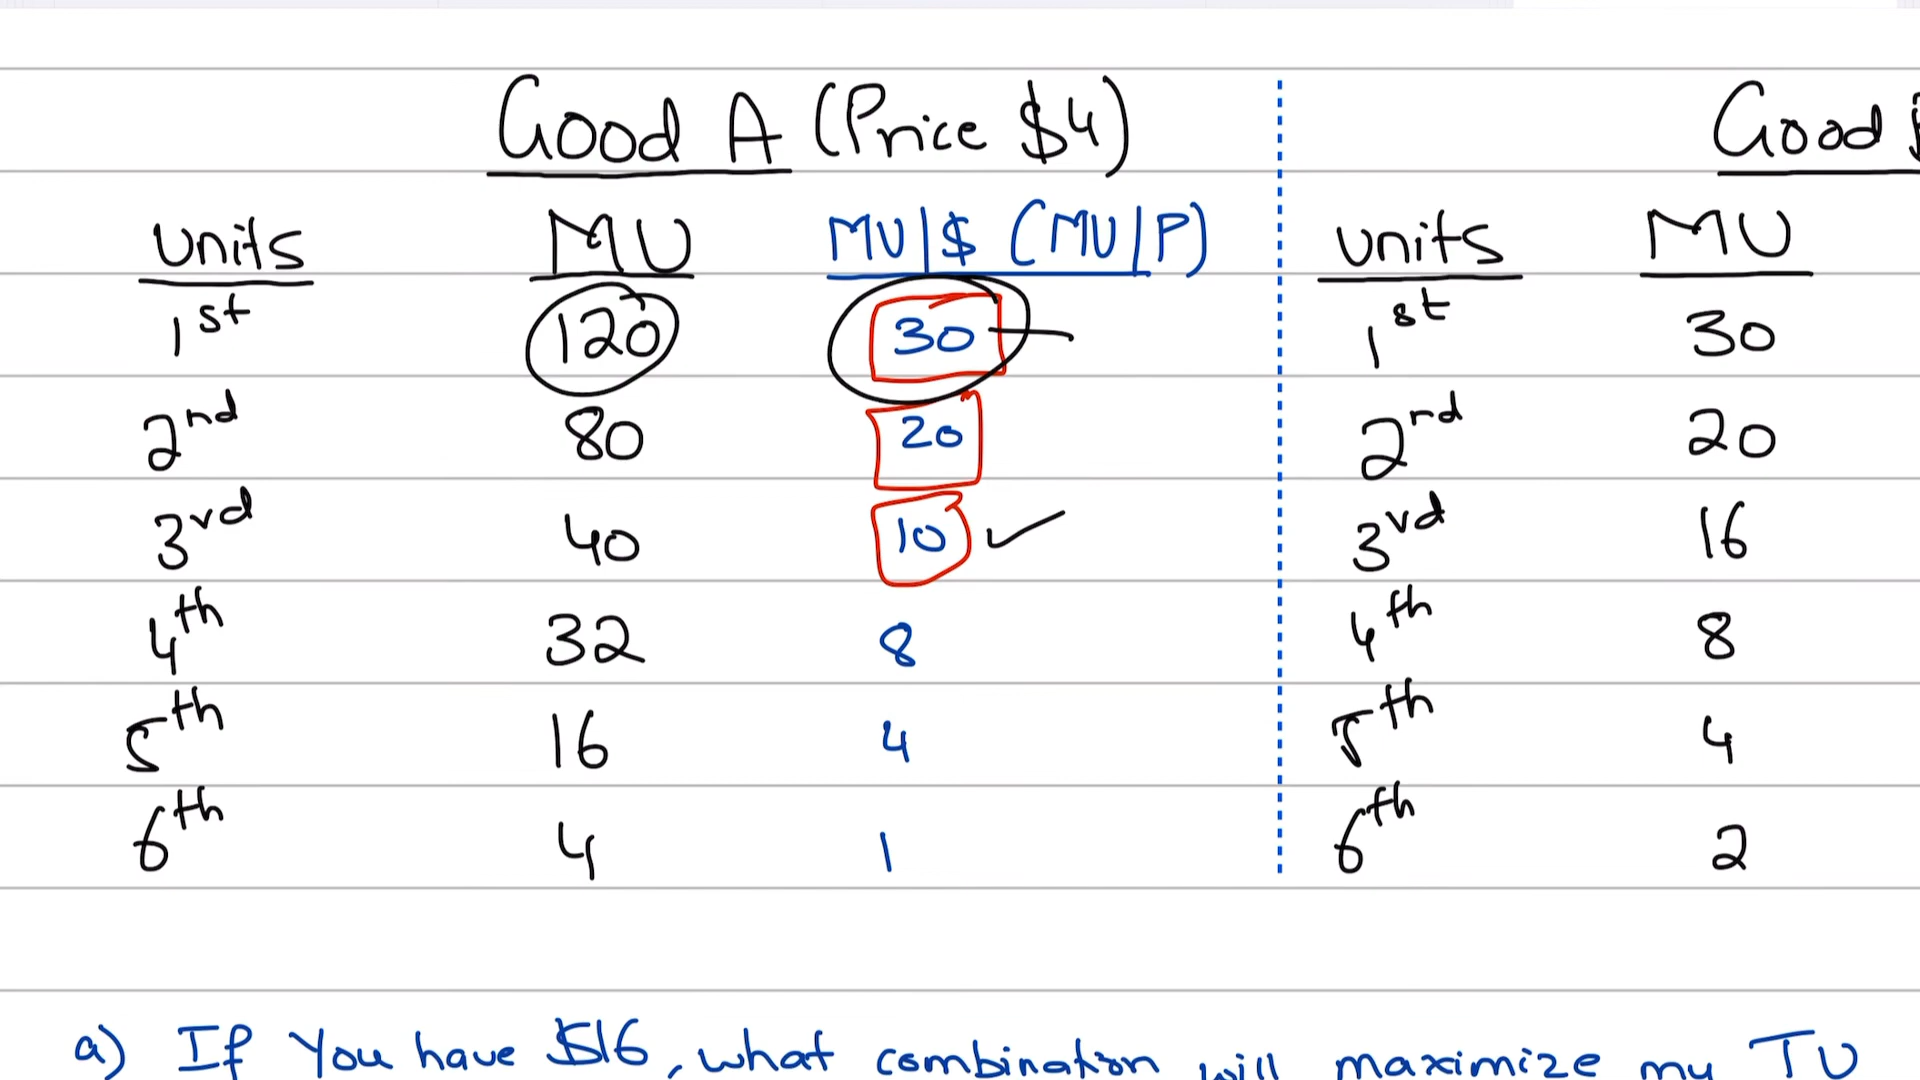 Good A (Price $4) Good
Units MU MU/$ (MU/P) Units MU
1st 120 30 1st 30
2nd 80 20 2nd 20
3rd 40 10 3rd 16
4th 32 8 4th 8
5th 16 4 5th 4
6th 4 1 6th 2
a) If You have $16, what combination will maximize my TU